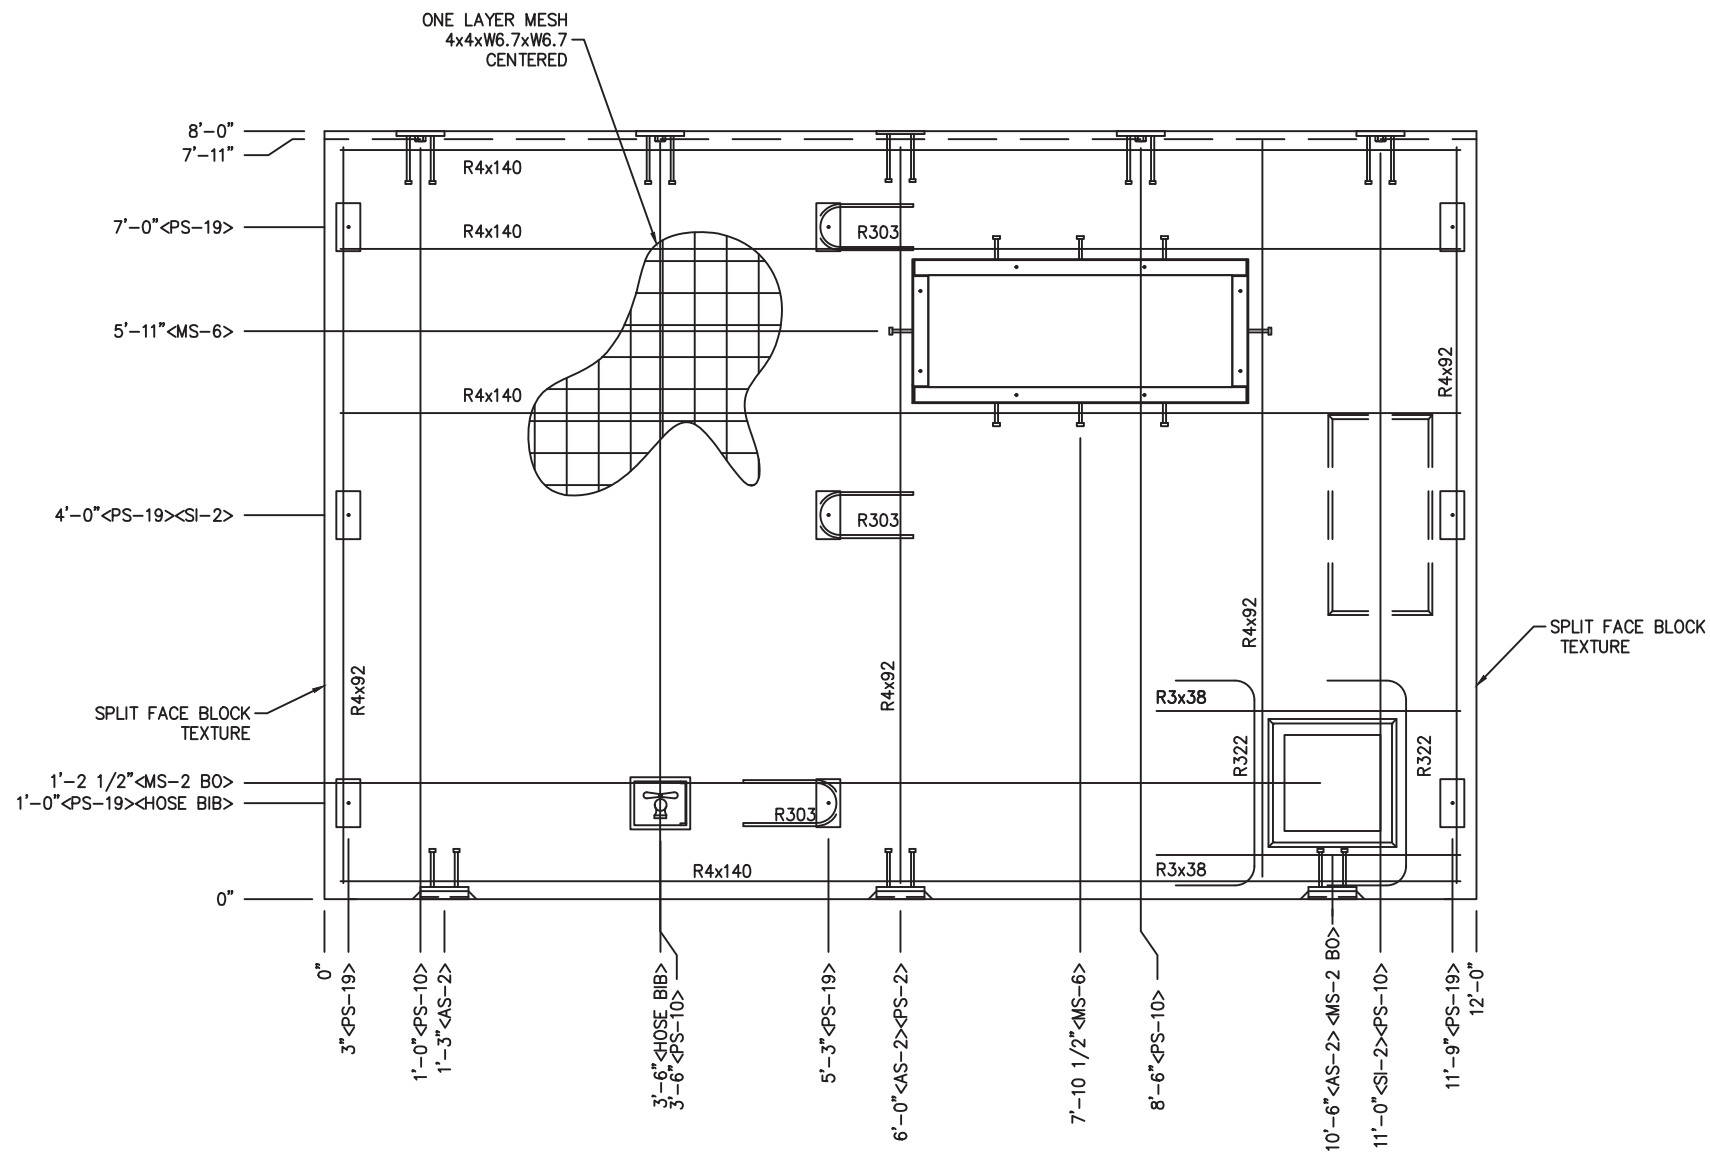 ONE LAYER MESH
4x4xW6.7xW6.7
CENTERED
8'-0"
7'-11"
R4x140
7'-0"<PS-19>
R4x140
R303
5'-11"<MS-6>
R4x140
R4x92
4'-0"<PS-19><SI-2>
R303
SPLIT FACE BLOCK
TEXTURE
R4x92
R4x92
R4x92
SPLIT FACE BLOCK
TEXTURE
R3x38
R322
R322
1'-2 1/2"<MS-2 BO>
1'-0"<PS-19><HOSE BIB>
R303
R4x140
R3x38
0"
0"
3"<PS-19>
1'-0"<PS-10>
1'-3"<AS-2>
3'-6"<HOSE BIB>
3'-6"<PS-10>
5'-3"<PS-19>
6'-0"<AS-2><PS-2>
7'-10 1/2"<MS-6>
8'-6"<PS-10>
10'-6"<AS-2><MS-2 BO>
11'-0"<SI-2><PS-10>
11'-9"<PS-19>
12'-0"